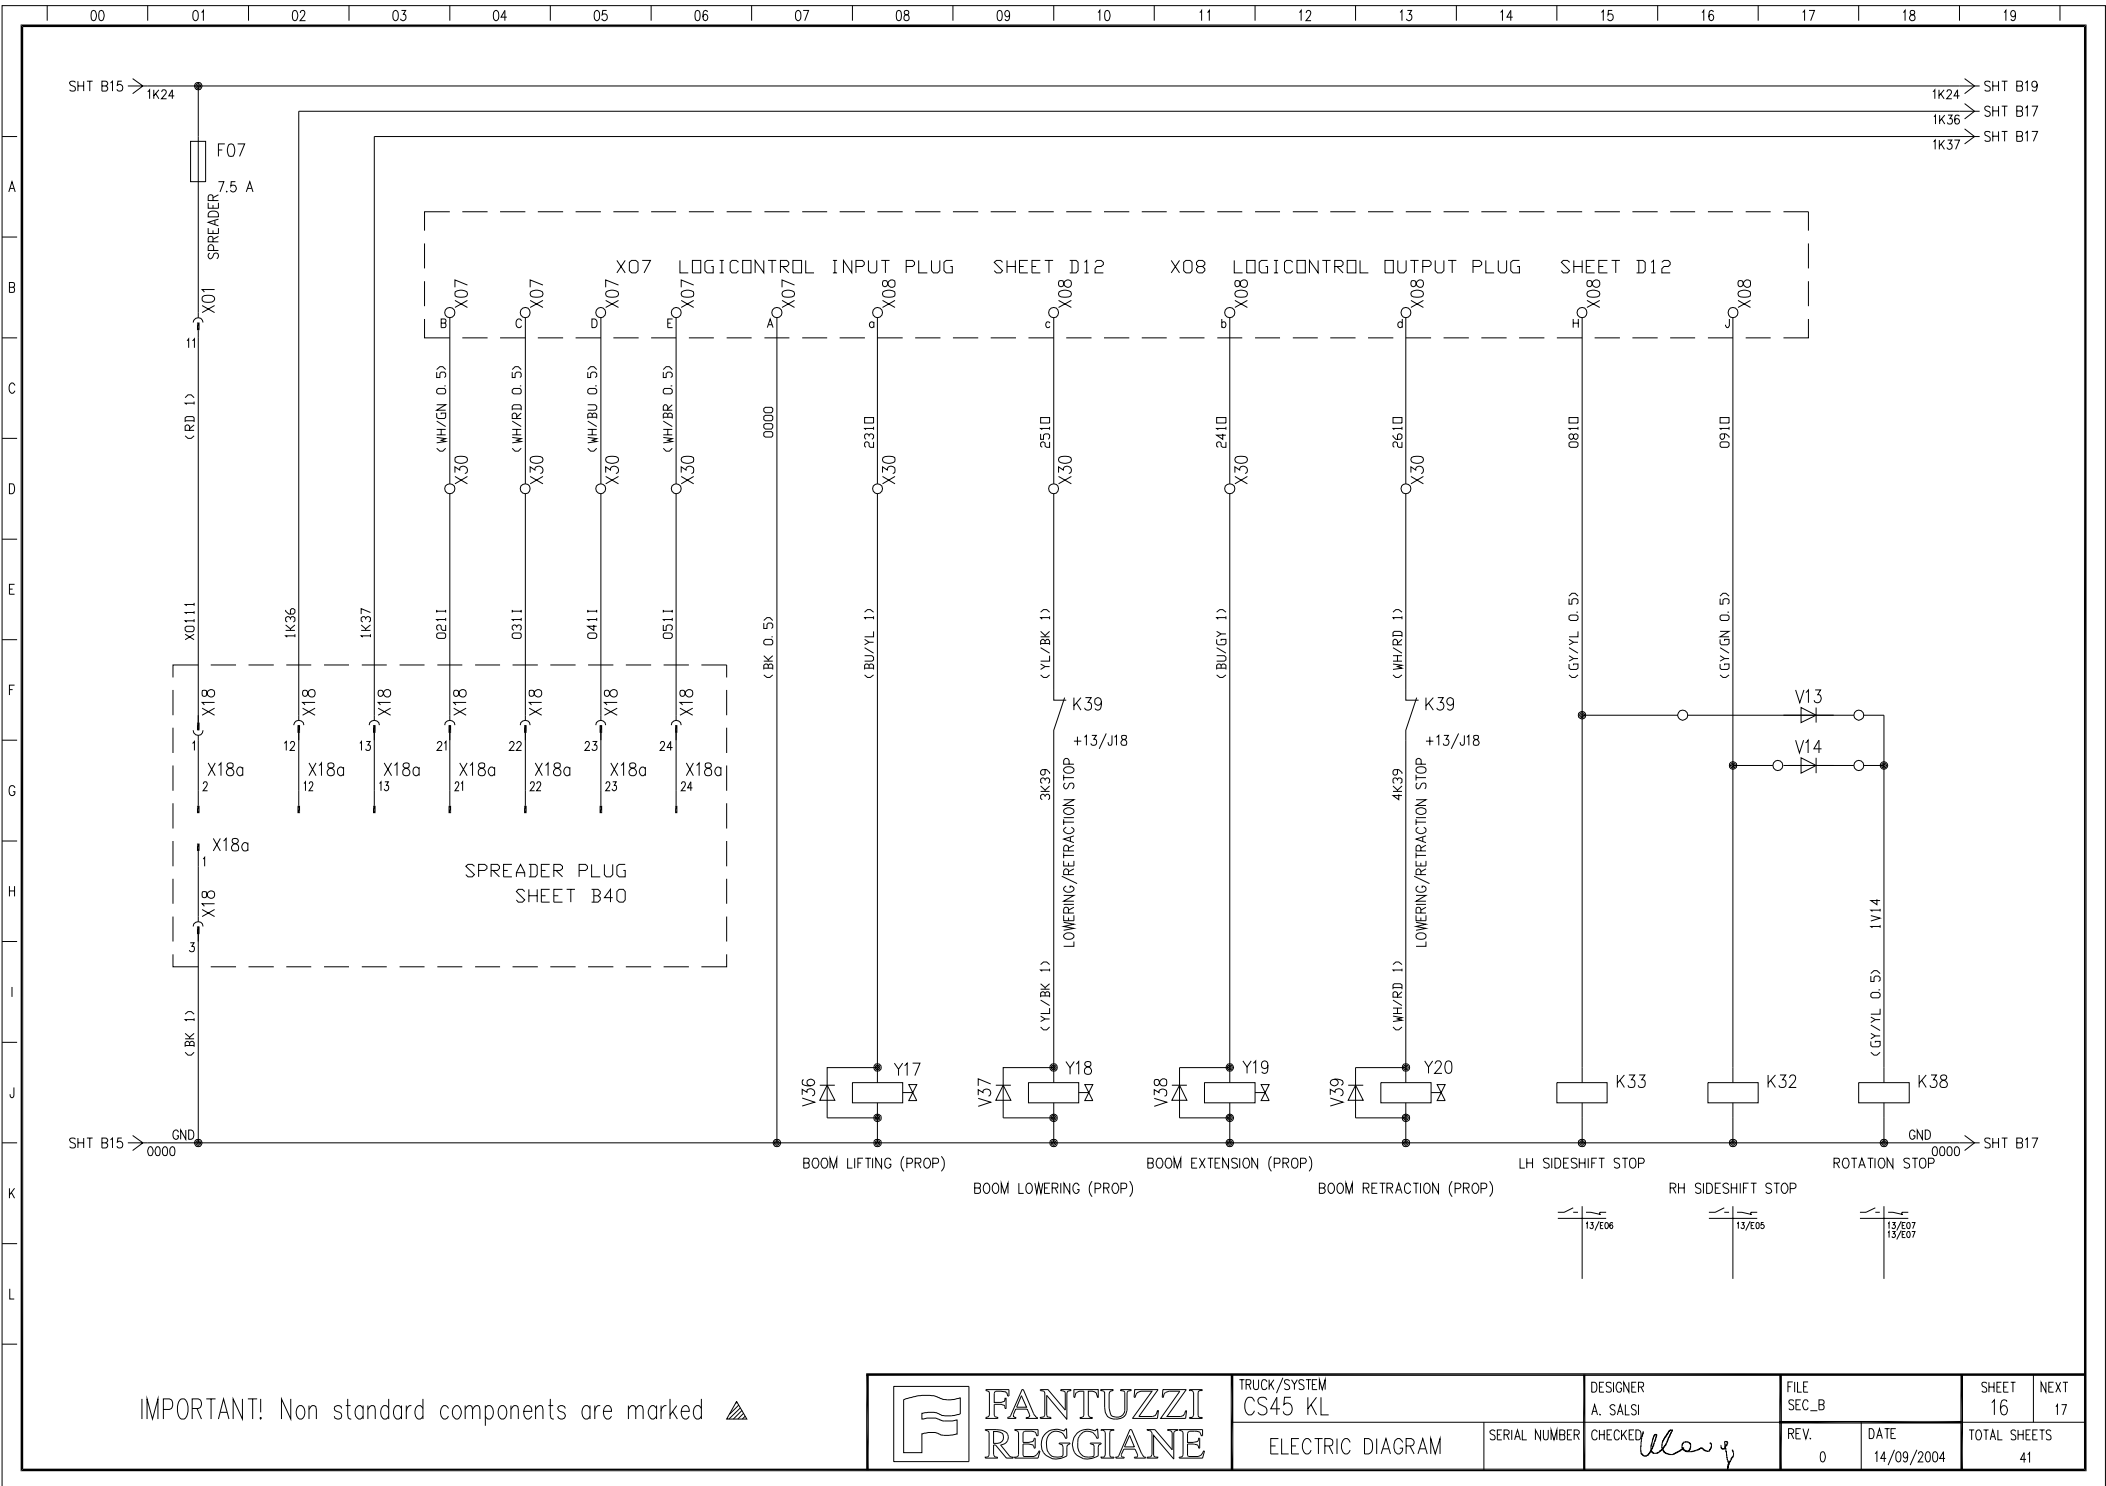 00 01 02 03 04 05 06 07 08 09 10 11 12 13 14 15 16 17 18 19
A
B
C
D
E
F
G
H
I
J
K
L
SHT B15
1K24
1K24
SHT B19
1K36
SHT B17
1K37
SHT B17
F07
7.5 A
SPREADER
X01
11
X07 LOGICONTROL INPUT PLUG SHEET D12
X08 LOGICONTROL OUTPUT PLUG SHEET D12
X07 X07 X07 X07 X07 X08 X08 X08 X08 X08 X08
B C D E A a c b d H J
(RD 1)
(WH/GN 0.5)
(WH/RD 0.5)
(WH/BU 0.5)
(WH/BR 0.5)
0000
231O
251O
241O
261O
081O
091O
X30 X30 X30 X30 X30 X30 X30 X30
X0111
1K36
1K37
021I
031I
041I
051I
(BK 0.5)
(BU/YL 1)
(YL/BK 1)
(BU/GY 1)
(WH/RD 1)
(GY/YL 0.5)
(GY/GN 0.5)
X18 X18 X18 X18 X18 X18 X18
1 12 13 21 22 23 24
X18a X18a X18a X18a X18a X18a X18a
2 12 13 21 22 23 24
K39
+13/J18
K39
+13/J18
V13
V14
3K39
LOWERING/RETRACTION STOP
4K39
LOWERING/RETRACTION STOP
X18a
1
X18
3
SPREADER PLUG
SHEET B40
1V14
(BK 1)
(YL/BK 1)
(WH/RD 1)
(GY/YL 0.5)
V36 Y17
V37 Y18
V38 Y19
V39 Y20
K33
K32
K38
SHT B15
GND
0000
GND
0000
SHT B17
BOOM LIFTING (PROP)
BOOM LOWERING (PROP)
BOOM EXTENSION (PROP)
BOOM RETRACTION (PROP)
LH SIDESHIFT STOP
RH SIDESHIFT STOP
ROTATION STOP
13/E06
13/E05
13/E07
13/E07
IMPORTANT! Non standard components are marked
F
FANTUZZI
REGGIANE
TRUCK/SYSTEM
CS45 KL
ELECTRIC DIAGRAM
SERIAL NUMBER
DESIGNER
A. SALSI
CHECKED
FILE
SEC_B
REV.
0
DATE
14/09/2004
SHEET
16
NEXT
17
TOTAL SHEETS
41